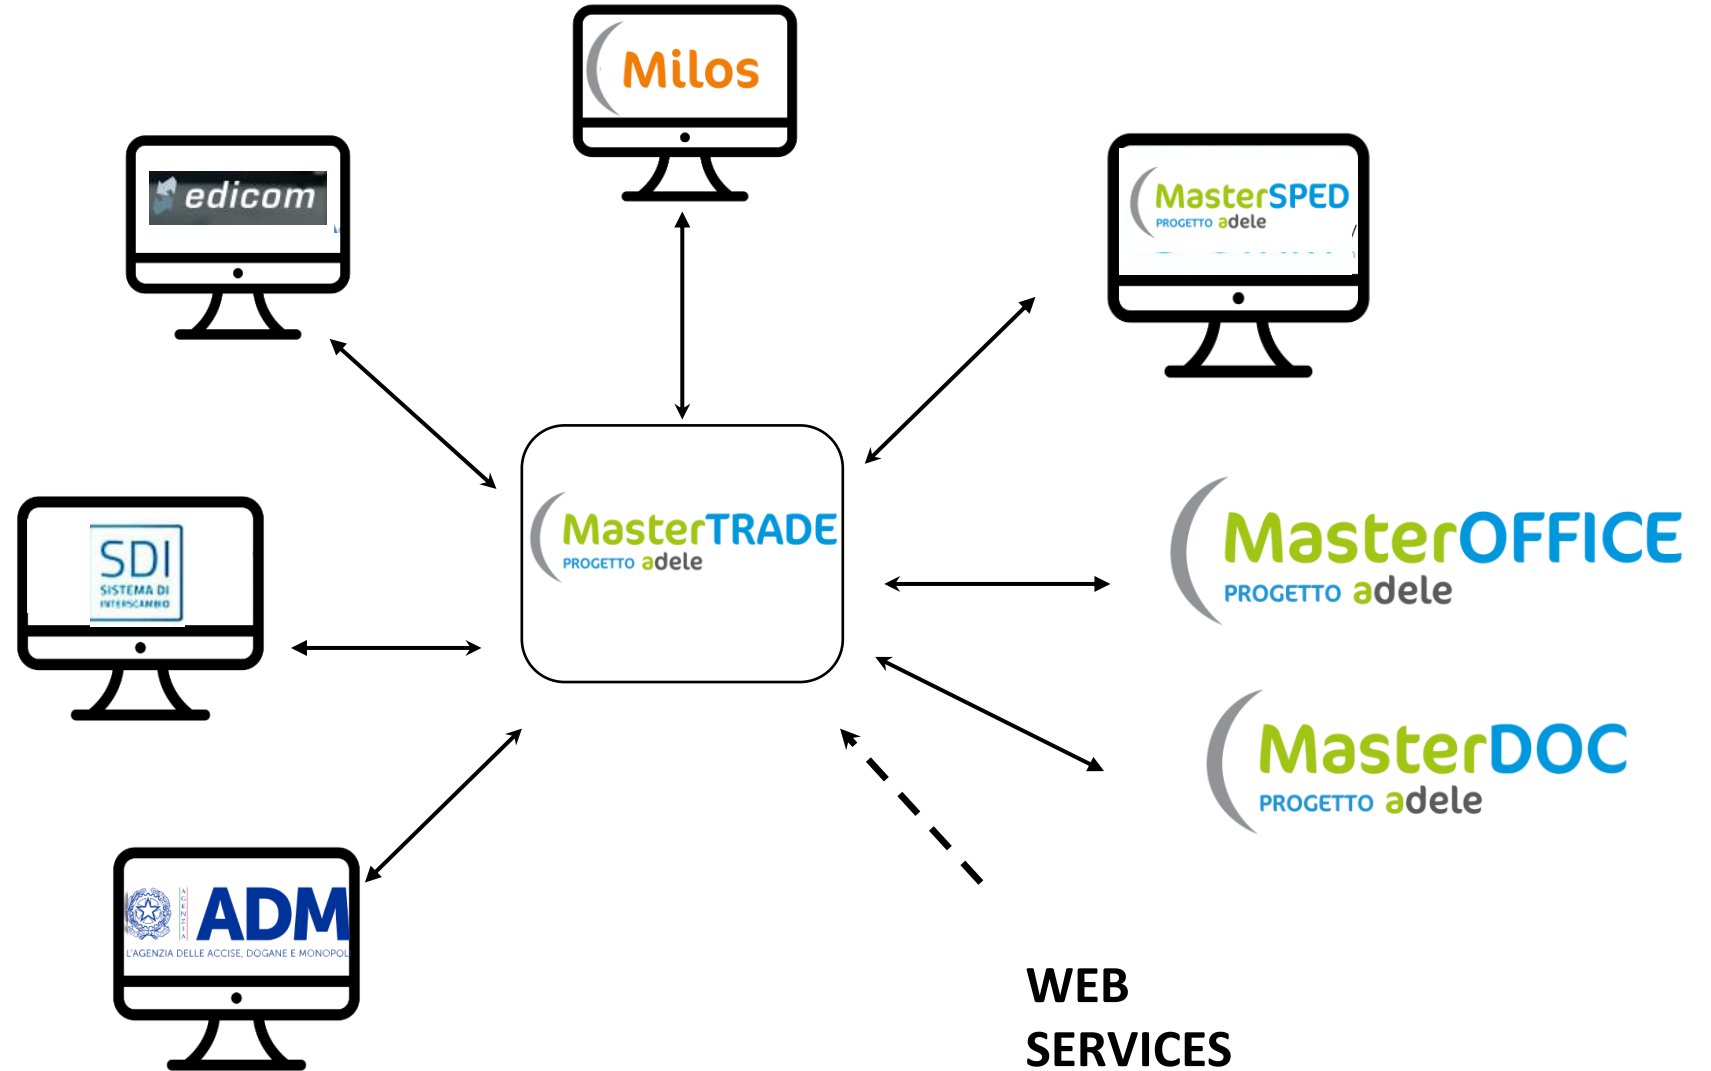 Milos
edicom
MasterSPED
PROGETTO adele
MasterTRADE
PROGETTO adele
MasterOFFICE
PROGETTO adele
SDI
SISTEMA DI
INTERSCAMBIO
MasterDOC
PROGETTO adele
AGENZIA
ADM
L'AGENZIA DELLE ACCISE, DOGANE E MONOPOLI
WEB
SERVICES